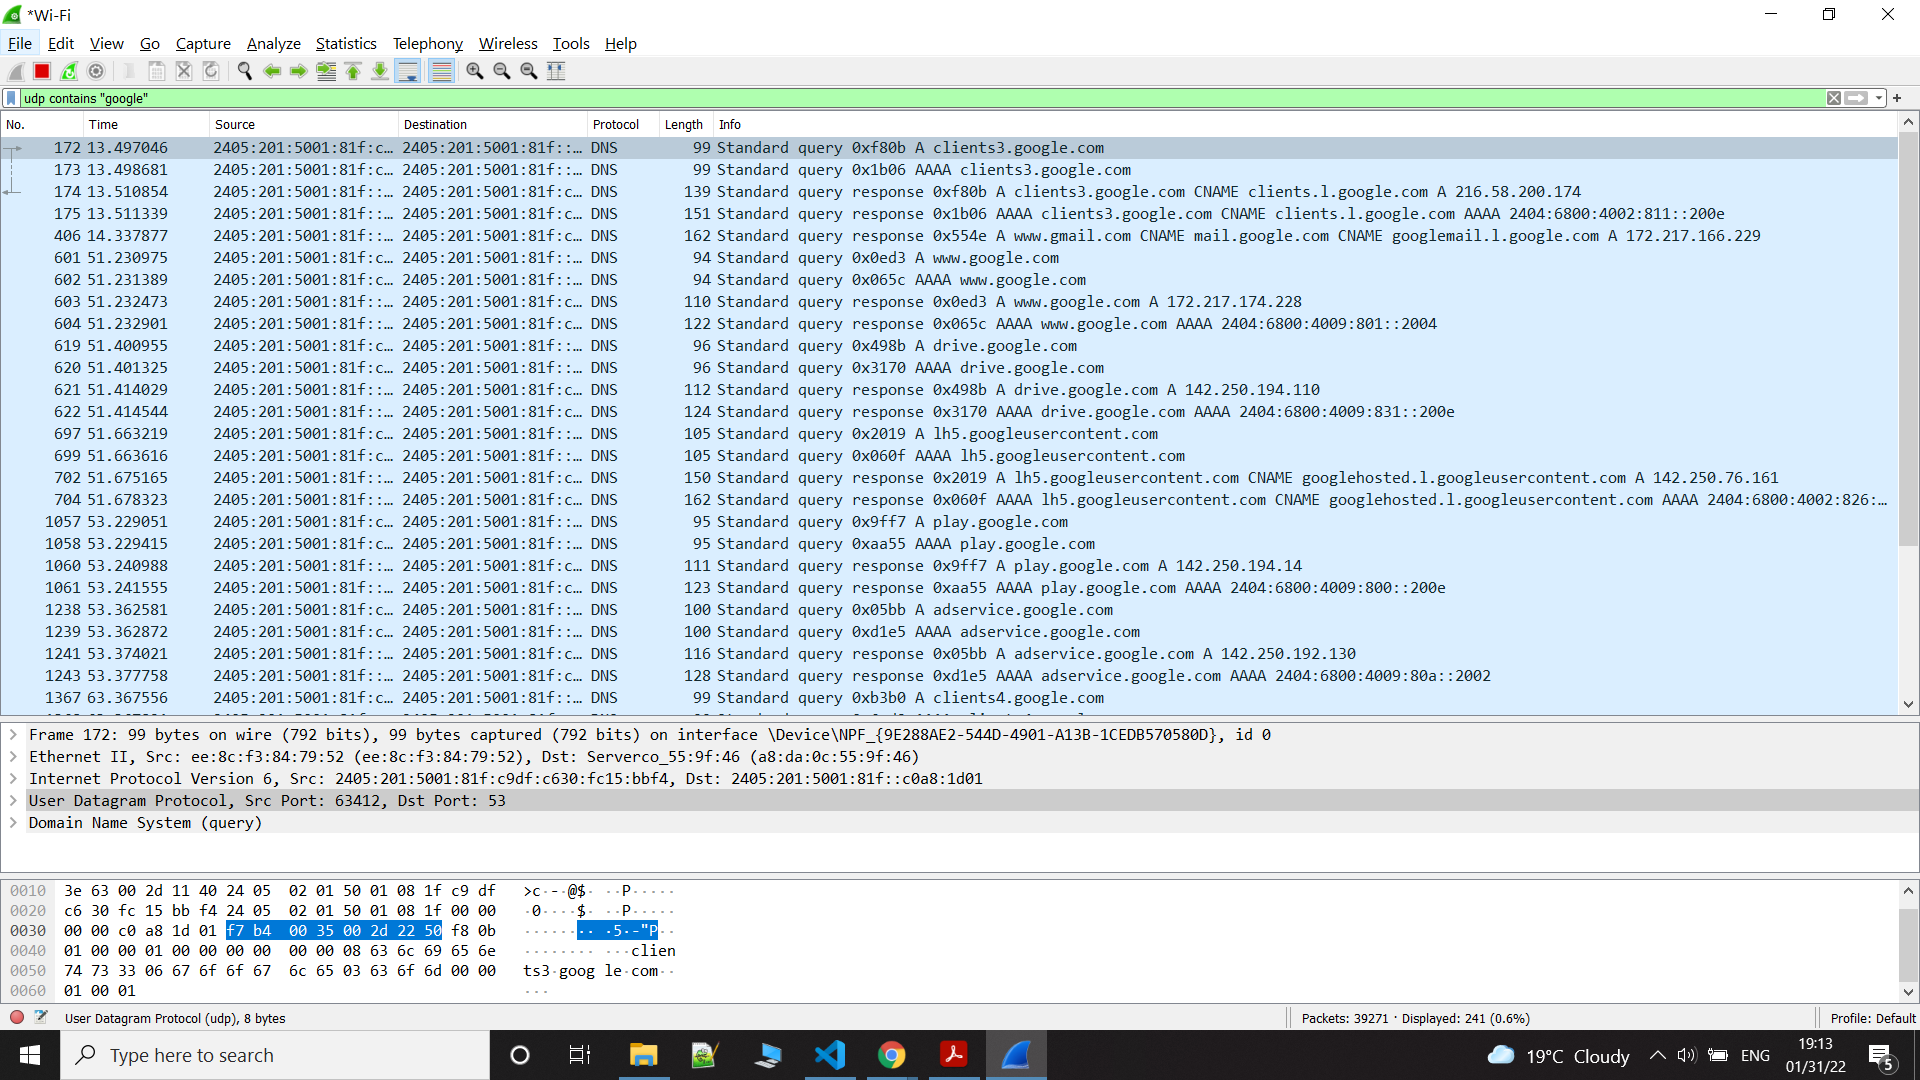 *Wi-Fi
File Edit View Go Capture Analyze Statistics Telephony Wireless Tools Help
udp contains "google"
No. Time Source Destination Protocol Length Info
172 13.497046 2405:201:5001:81f:c… 2405:201:5001:81f::… DNS 99 Standard query 0xf80b A clients3.google.com
173 13.498681 2405:201:5001:81f:c… 2405:201:5001:81f::… DNS 99 Standard query 0x1b06 AAAA clients3.google.com
174 13.510854 2405:201:5001:81f::… 2405:201:5001:81f:c… DNS 139 Standard query response 0xf80b A clients3.google.com CNAME clients.l.google.com A 216.58.200.174
175 13.511339 2405:201:5001:81f::… 2405:201:5001:81f:c… DNS 151 Standard query response 0x1b06 AAAA clients3.google.com CNAME clients.l.google.com AAAA 2404:6800:4002:811::200e
406 14.337877 2405:201:5001:81f::… 2405:201:5001:81f:c… DNS 162 Standard query response 0x554e A www.gmail.com CNAME mail.google.com CNAME googlemail.l.google.com A 172.217.166.229
601 51.230975 2405:201:5001:81f:c… 2405:201:5001:81f::… DNS 94 Standard query 0x0ed3 A www.google.com
602 51.231389 2405:201:5001:81f:c… 2405:201:5001:81f::… DNS 94 Standard query 0x065c AAAA www.google.com
603 51.232473 2405:201:5001:81f::… 2405:201:5001:81f:c… DNS 110 Standard query response 0x0ed3 A www.google.com A 172.217.174.228
604 51.232901 2405:201:5001:81f::… 2405:201:5001:81f:c… DNS 122 Standard query response 0x065c AAAA www.google.com AAAA 2404:6800:4009:801::2004
619 51.400955 2405:201:5001:81f:c… 2405:201:5001:81f::… DNS 96 Standard query 0x498b A drive.google.com
620 51.401325 2405:201:5001:81f:c… 2405:201:5001:81f::… DNS 96 Standard query 0x3170 AAAA drive.google.com
621 51.414029 2405:201:5001:81f::… 2405:201:5001:81f:c… DNS 112 Standard query response 0x498b A drive.google.com A 142.250.194.110
622 51.414544 2405:201:5001:81f::… 2405:201:5001:81f:c… DNS 124 Standard query response 0x3170 AAAA drive.google.com AAAA 2404:6800:4009:831::200e
697 51.663219 2405:201:5001:81f:c… 2405:201:5001:81f::… DNS 105 Standard query 0x2019 A lh5.googleusercontent.com
699 51.663616 2405:201:5001:81f:c… 2405:201:5001:81f::… DNS 105 Standard query 0x060f AAAA lh5.googleusercontent.com
702 51.675165 2405:201:5001:81f::… 2405:201:5001:81f:c… DNS 150 Standard query response 0x2019 A lh5.googleusercontent.com CNAME googlehosted.l.googleusercontent.com A 142.250.76.161
704 51.678323 2405:201:5001:81f::… 2405:201:5001:81f:c… DNS 162 Standard query response 0x060f AAAA lh5.googleusercontent.com CNAME googlehosted.l.googleusercontent.com AAAA 2404:6800:4002:826:…
1057 53.229051 2405:201:5001:81f:c… 2405:201:5001:81f::… DNS 95 Standard query 0x9ff7 A play.google.com
1058 53.229415 2405:201:5001:81f:c… 2405:201:5001:81f::… DNS 95 Standard query 0xaa55 AAAA play.google.com
1060 53.240988 2405:201:5001:81f::… 2405:201:5001:81f:c… DNS 111 Standard query response 0x9ff7 A play.google.com A 142.250.194.14
1061 53.241555 2405:201:5001:81f::… 2405:201:5001:81f:c… DNS 123 Standard query response 0xaa55 AAAA play.google.com AAAA 2404:6800:4009:800::200e
1238 53.362581 2405:201:5001:81f:c… 2405:201:5001:81f::… DNS 100 Standard query 0x05bb A adservice.google.com
1239 53.362872 2405:201:5001:81f:c… 2405:201:5001:81f::… DNS 100 Standard query 0xd1e5 AAAA adservice.google.com
1241 53.374021 2405:201:5001:81f::… 2405:201:5001:81f:c… DNS 116 Standard query response 0x05bb A adservice.google.com A 142.250.192.130
1243 53.377758 2405:201:5001:81f::… 2405:201:5001:81f:c… DNS 128 Standard query response 0xd1e5 AAAA adservice.google.com AAAA 2404:6800:4009:80a::2002
1367 63.367556 2405:201:5001:81f:c… 2405:201:5001:81f::… DNS 99 Standard query 0xb3b0 A clients4.google.com
Frame 172: 99 bytes on wire (792 bits), 99 bytes captured (792 bits) on interface \Device\NPF_{9E288AE2-544D-4901-A13B-1CEDB570580D}, id 0
Ethernet II, Src: ee:8c:f3:84:79:52 (ee:8c:f3:84:79:52), Dst: Serverco_55:9f:46 (a8:da:0c:55:9f:46)
Internet Protocol Version 6, Src: 2405:201:5001:81f:c9df:c630:fc15:bbf4, Dst: 2405:201:5001:81f::c0a8:1d01
User Datagram Protocol, Src Port: 63412, Dst Port: 53
Domain Name System (query)
0010 3e 63 00 2d 11 40 24 05 02 01 50 01 08 1f c9 df >c·-·@$· ··P·····
0020 c6 30 fc 15 bb f4 24 05 02 01 50 01 08 1f 00 00 ·0····$· ··P·····
0030 00 00 c0 a8 1d 01 f7 b4 00 35 00 2d 22 50 f8 0b ········ ·5·-"P··
0040 01 00 00 01 00 00 00 00 00 00 08 63 6c 69 65 6e ········ ···clien
0050 74 73 33 06 67 6f 6f 67 6c 65 03 63 6f 6d 00 00 ts3·goog le·com··
0060 01 00 01 ···
User Datagram Protocol (udp), 8 bytes Packets: 39271 · Displayed: 241 (0.6%) Profile: Default
Type here to search 19°C Cloudy ENG 19:13
01/31/22 5